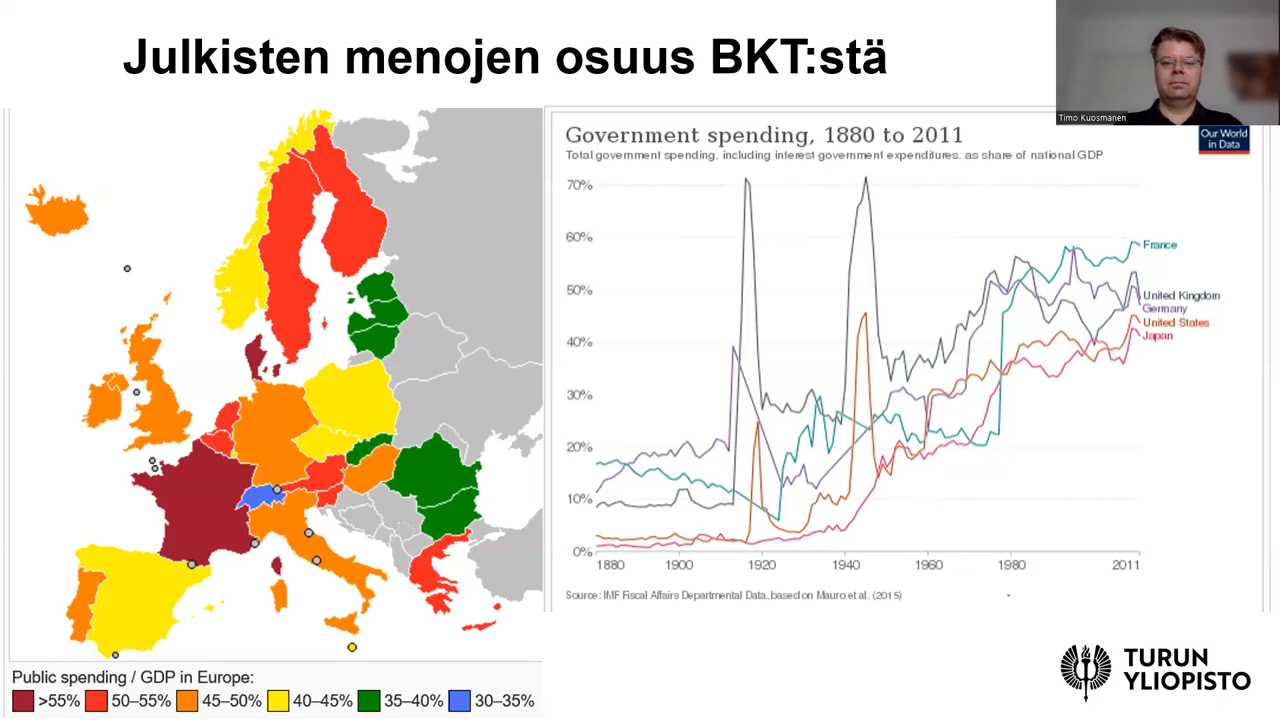 Julkisten menojen osuus BKT:stä
Timo Kuosmanen
Government spending, 1880 to 2011
Total government spending, including interest government expenditures, as share of national GDP
Our World
in Data
70%
60%
50%
40%
30%
20%
10%
0%
France
United Kingdom
Germany
United States
Japan
1880
1900
1920
1940
1960
1980
2011
Source: IMF Fiscal Affairs Departmental Data, based on Mauro et al. (2015)
Public spending / GDP in Europe:
>55% 50–55% 45–50% 40–45% 35–40% 30–35%
TURUN
YLIOPISTO